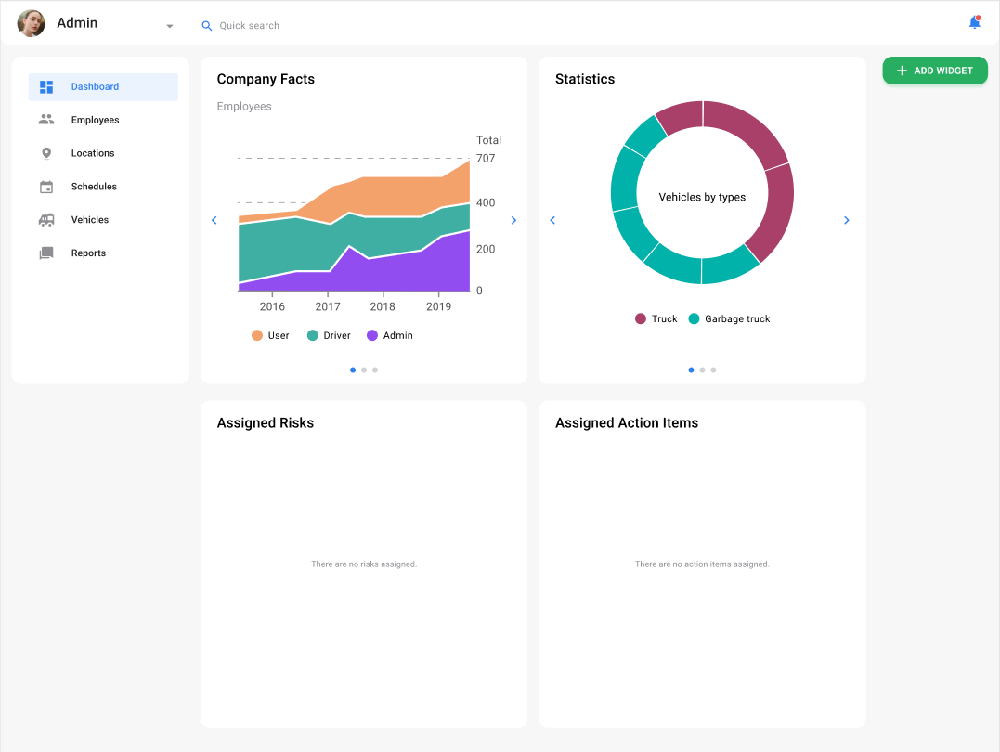 Admin
Quick search
Dashboard
Employees
Locations
Schedules
Vehicles
Reports
Company Facts
Employees
Total
707
400
200
0
2016 2017 2018 2019
User Driver Admin
Statistics
Vehicles by types
Truck Garbage truck
ADD WIDGET
Assigned Risks
There are no risks assigned.
Assigned Action Items
There are no action items assigned.